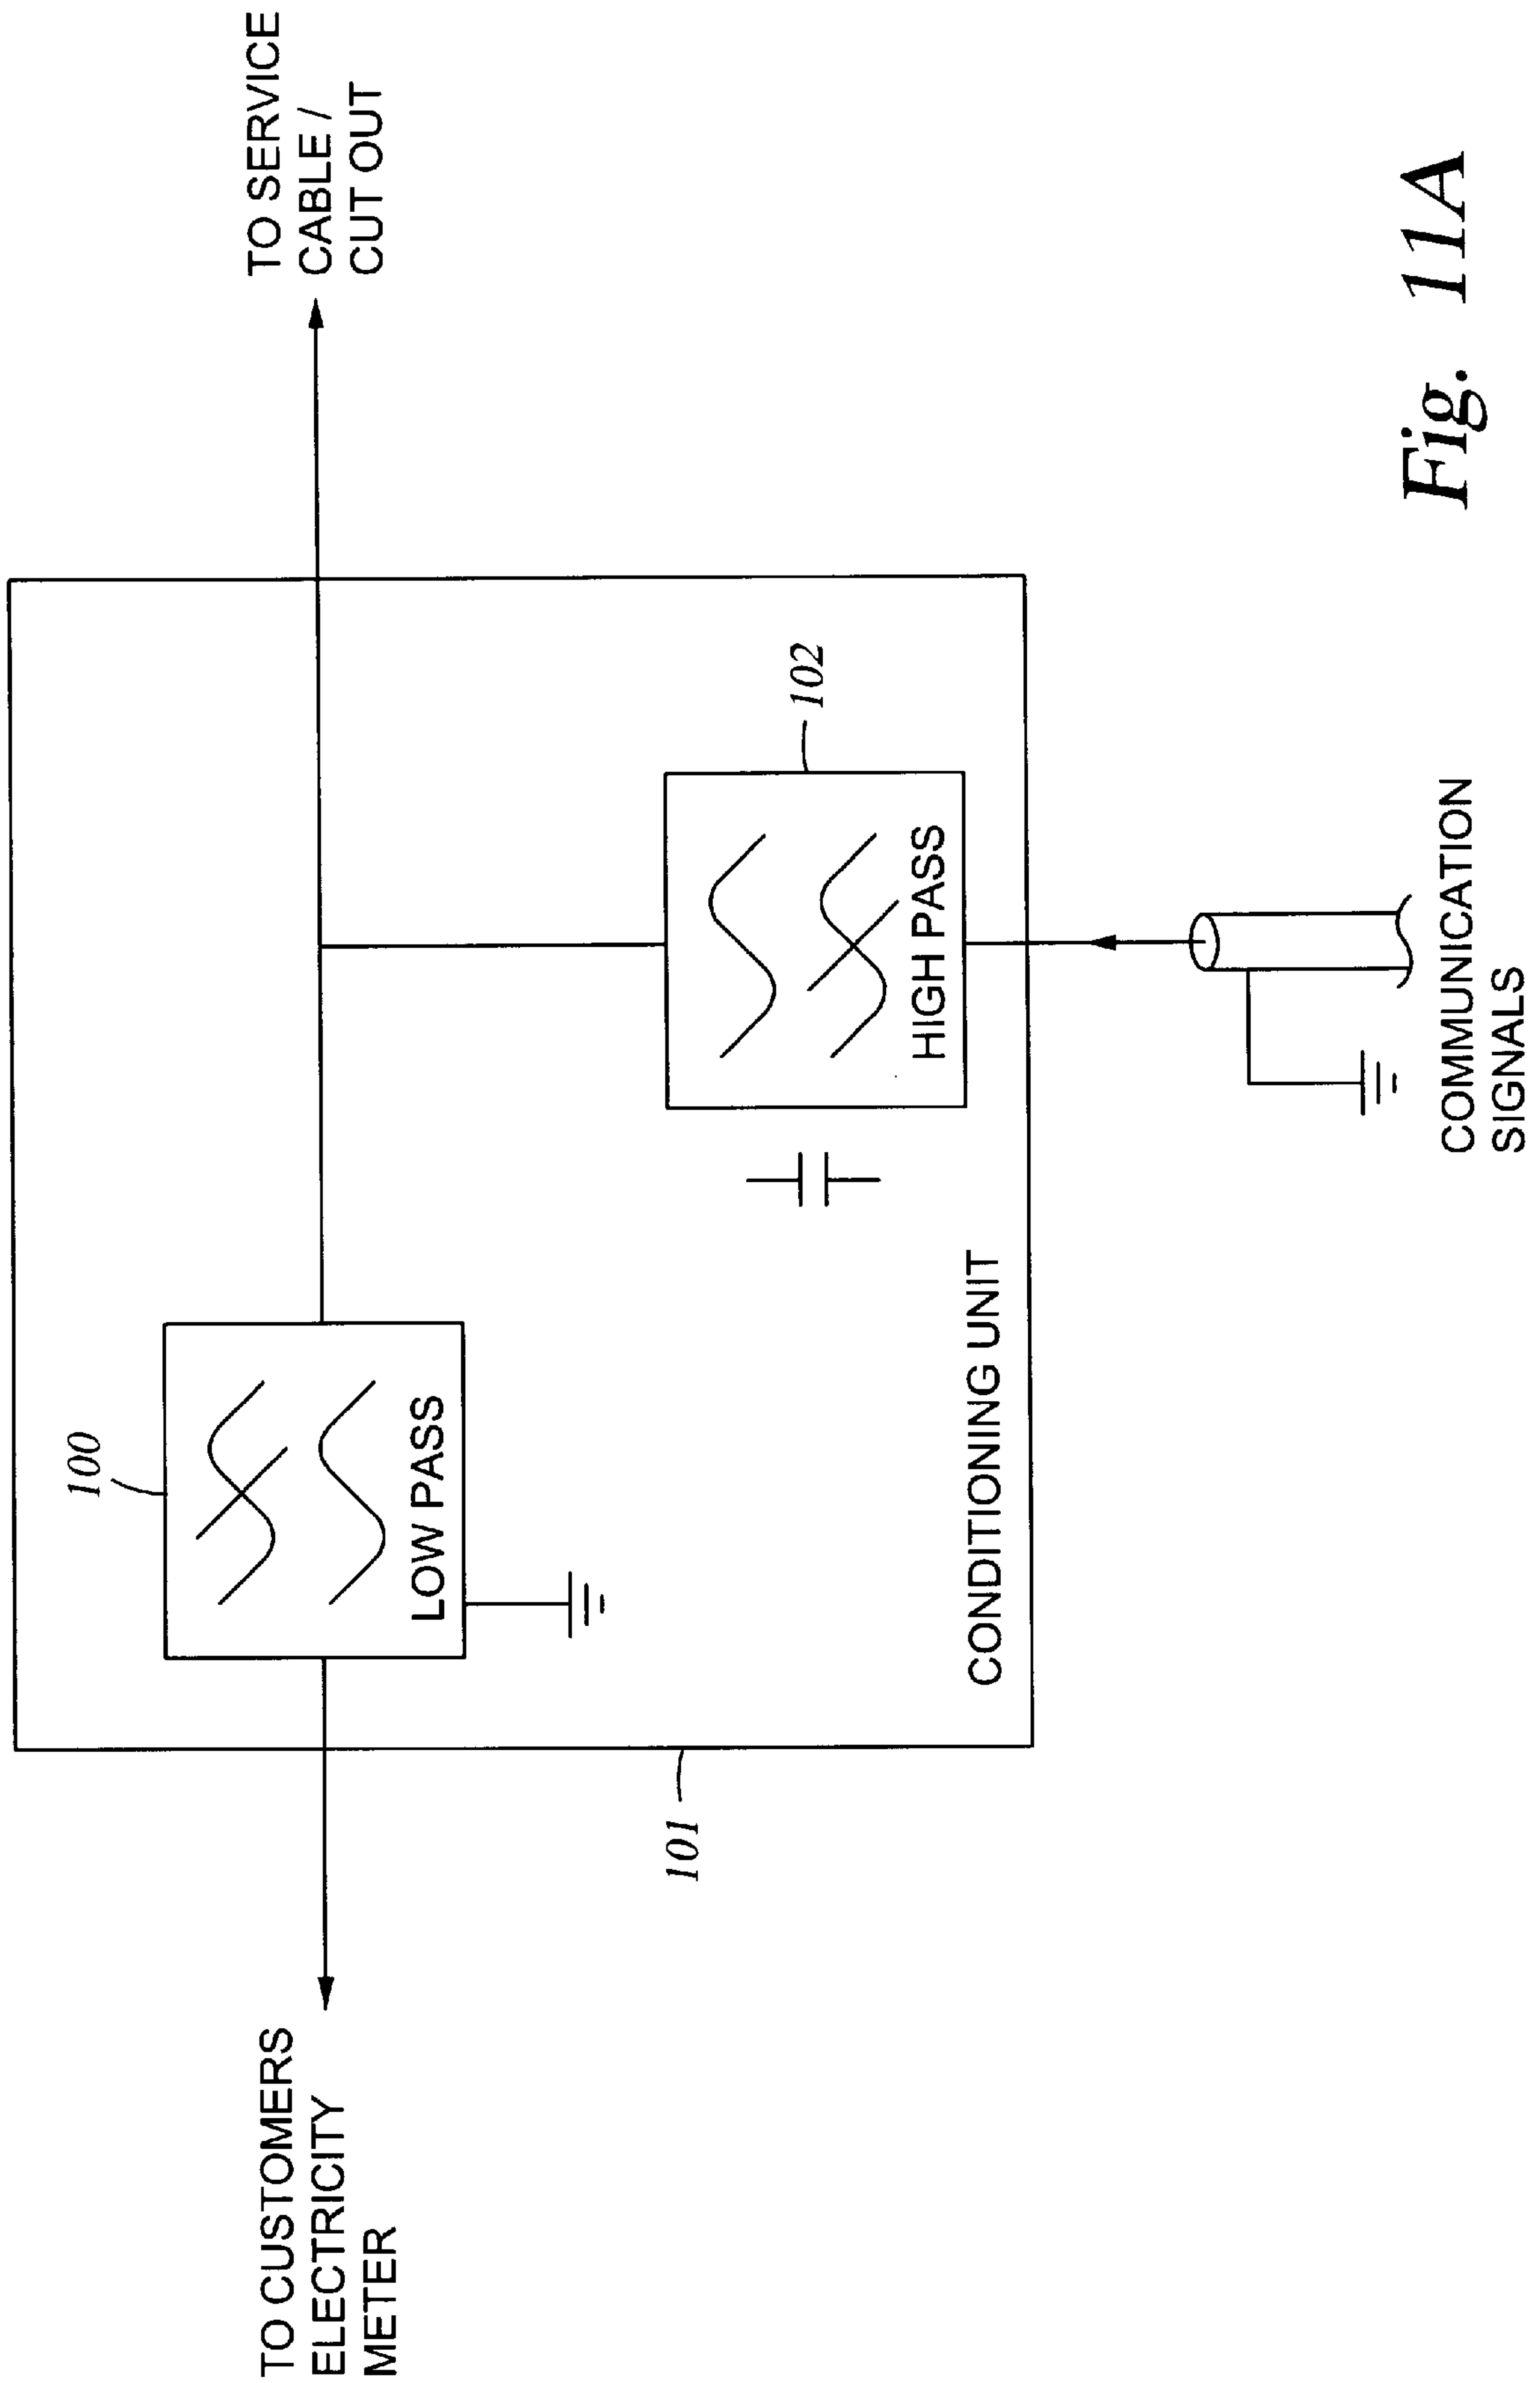 TO SERVICE
CABLE /
CUT OUT
100
LOW PASS
102
HIGH PASS
CONDITIONING UNIT
101
TO CUSTOMERS
ELECTRICITY
METER
COMMUNICATION
SIGNALS
Fig. 11A